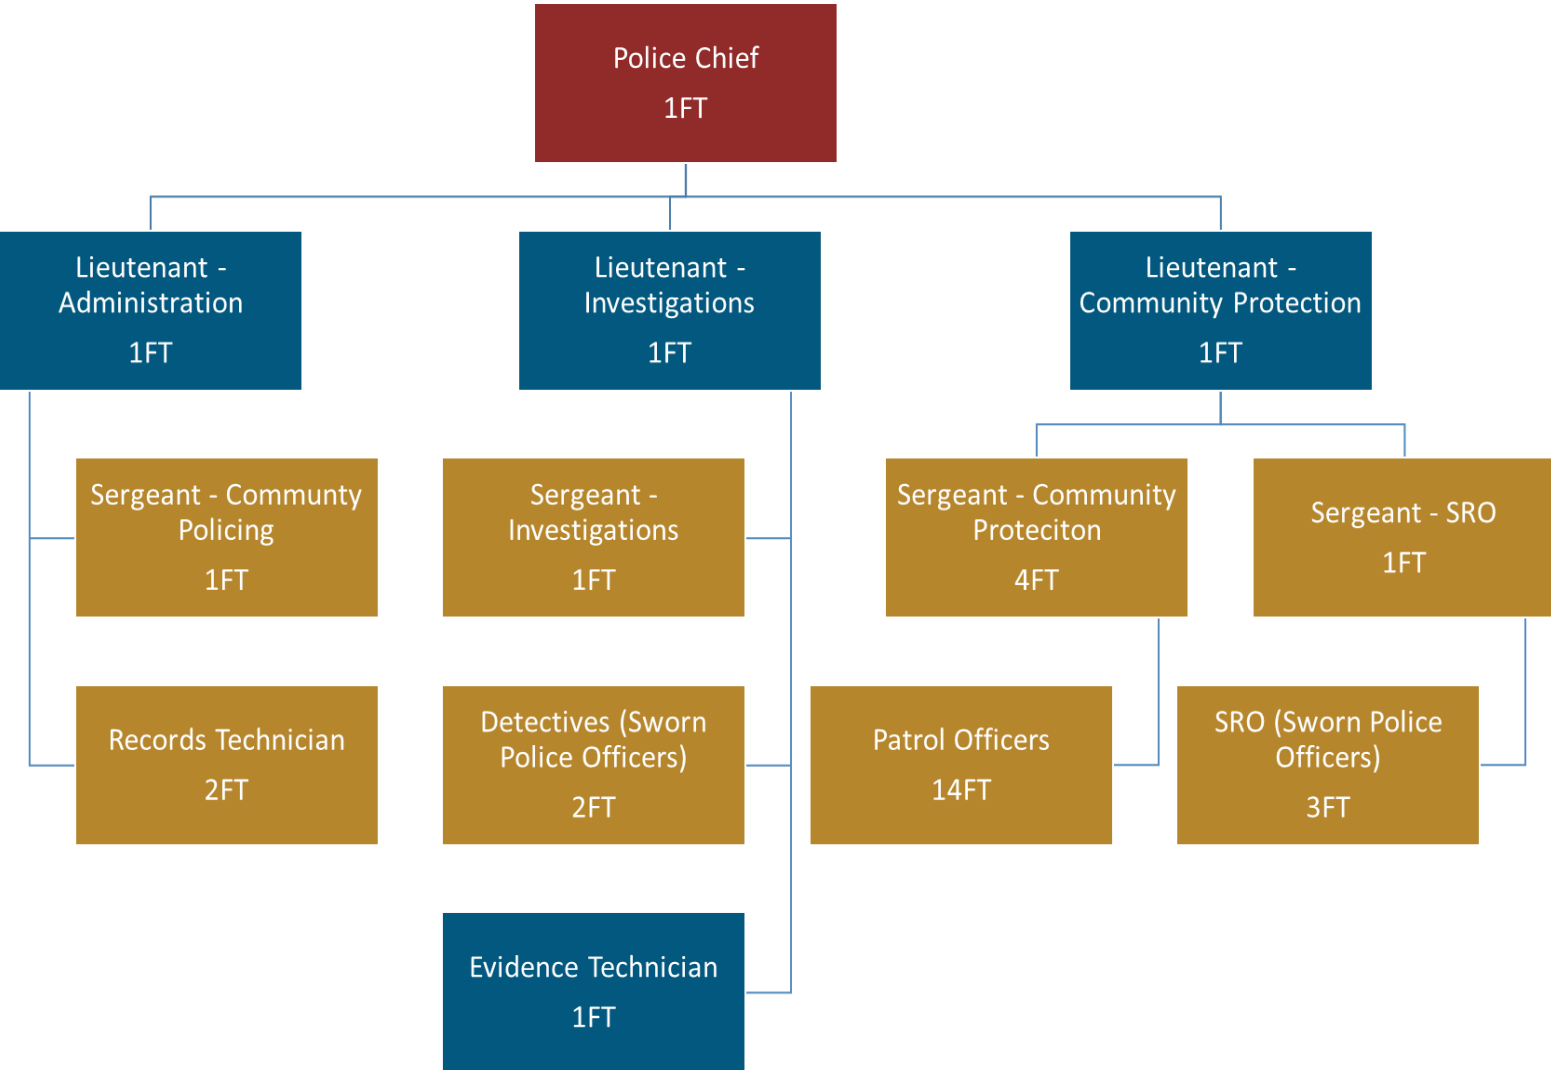 Police Chief
1FT
Lieutenant -
Administration
1FT
Lieutenant -
Investigations
1FT
Lieutenant -
Community Protection
1FT
Sergeant - Communty
Policing
1FT
Sergeant -
Investigations
1FT
Sergeant - Community
Proteciton
4FT
Sergeant - SRO
1FT
Records Technician
2FT
Detectives (Sworn
Police Officers)
2FT
Patrol Officers
14FT
SRO (Sworn Police
Officers)
3FT
Evidence Technician
1FT